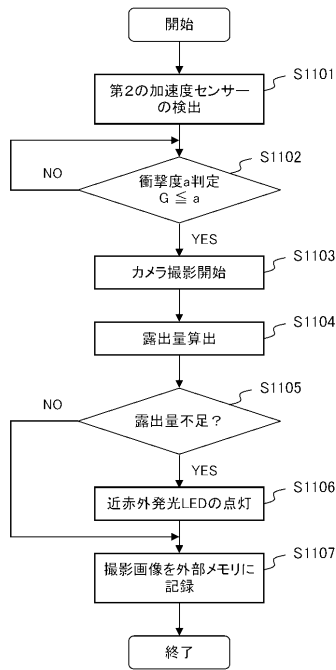 開始
S1101
第2の加速度センサー
の検出
S1102
NO
衝撃度a判定
G ≦ a
YES
S1103
カメラ撮影開始
S1104
露出量算出
S1105
NO
露出量不足？
YES
S1106
近赤外発光LEDの点灯
S1107
撮影画像を外部メモリに
記録
終了